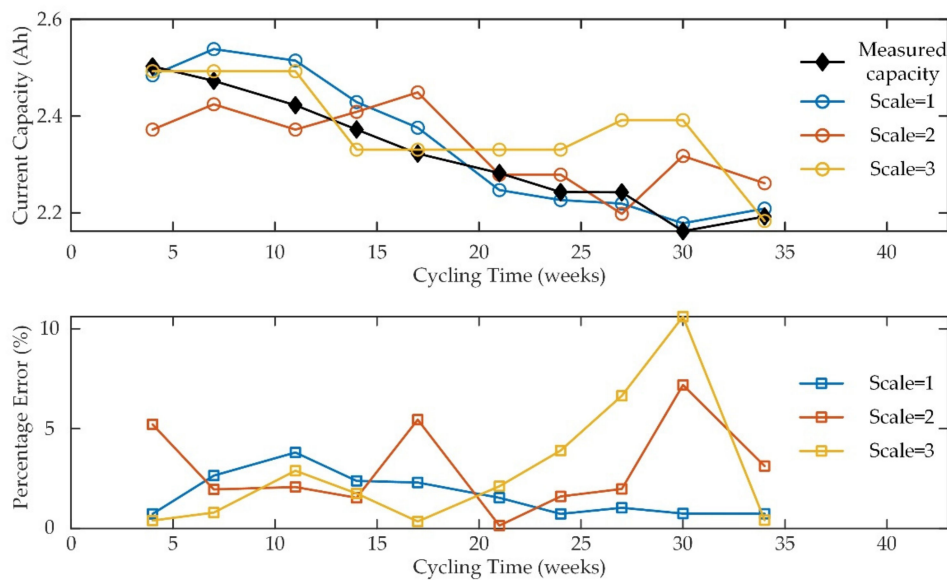 2.6
2.4
2.2
Current Capacity (Ah)
Measured
capacity
Scale=1
Scale=2
Scale=3
0 5 10 15 20 25 30 35 40
Cycling Time (weeks)
10
5
0
Percentage Error (%)
Scale=1
Scale=2
Scale=3
0 5 10 15 20 25 30 35 40
Cycling Time (weeks)